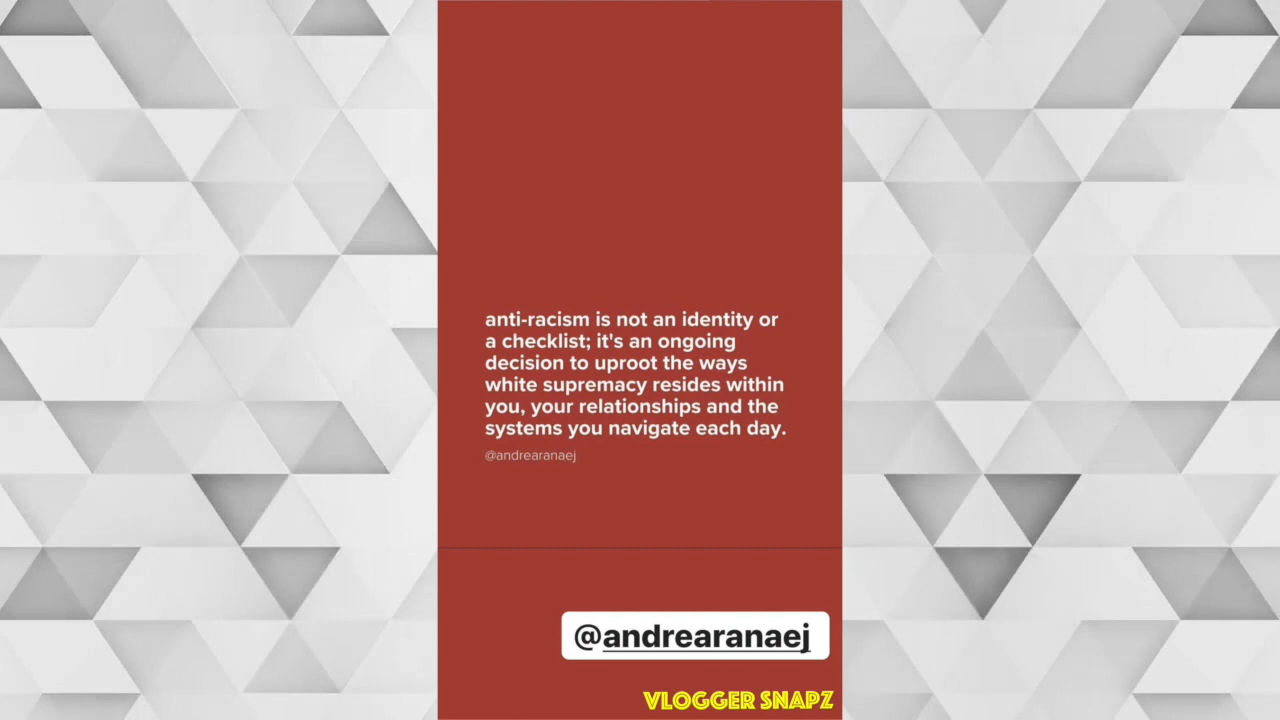 anti-racism is not an identity or
a checklist; it's an ongoing
decision to uproot the ways
white supremacy resides within
you, your relationships and the
systems you navigate each day.
@andrearanaej
@andrearanaej
VLOGGER SNAPZ